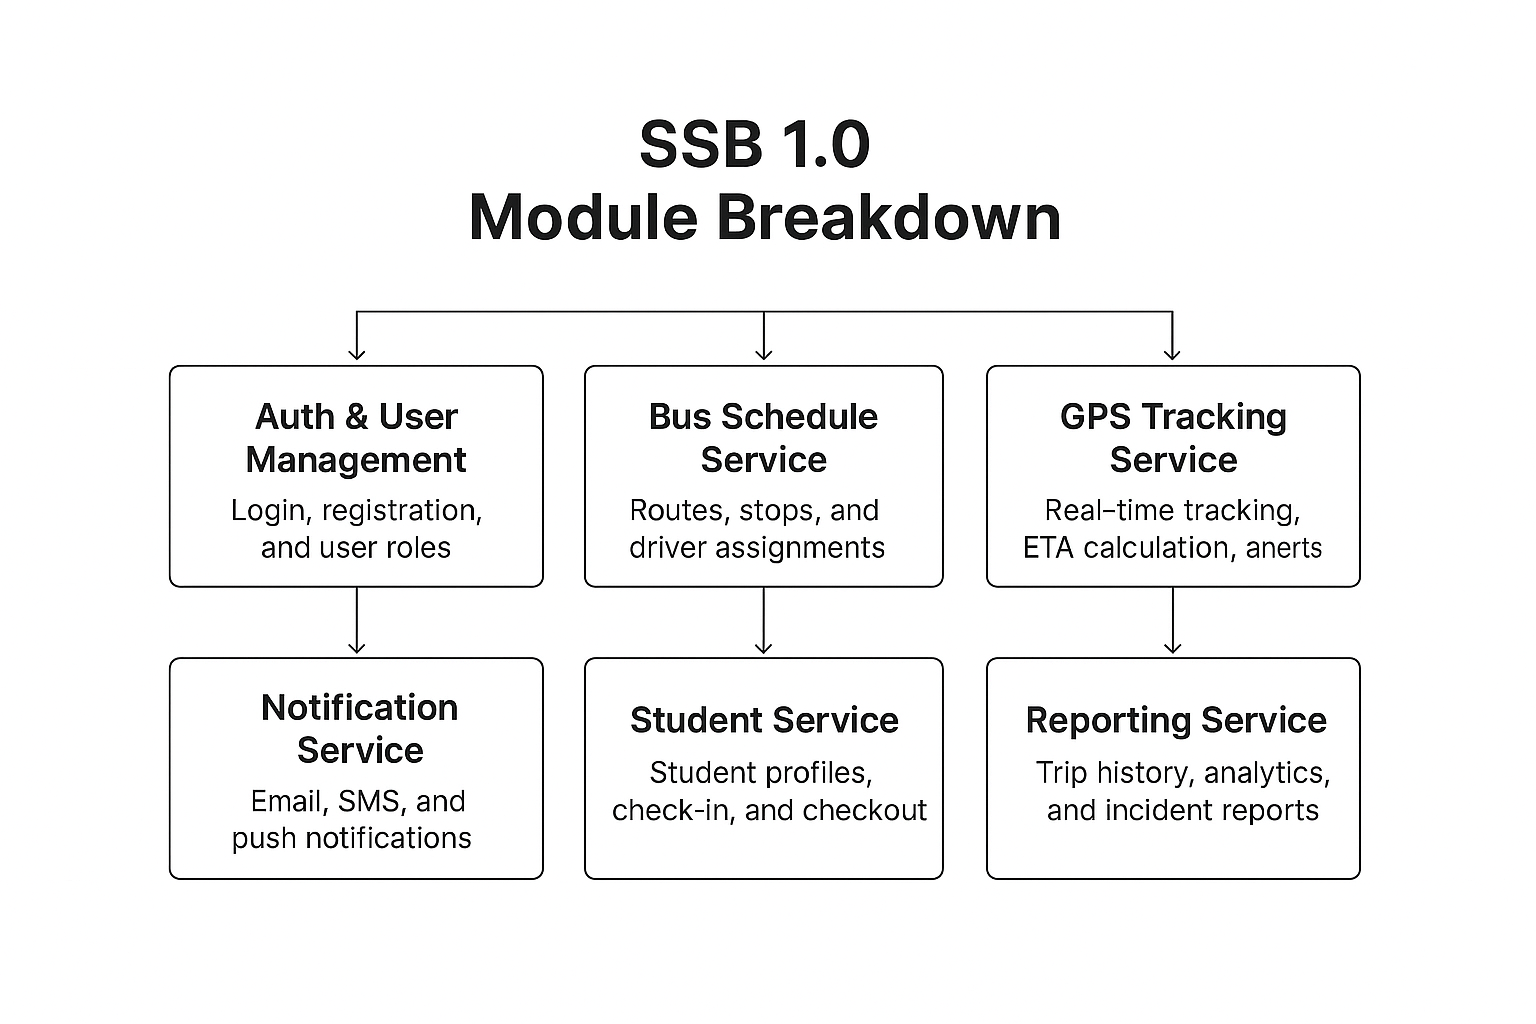 SSB 1.0
Module Breakdown
Auth & User
Management
Login, registration,
and user roles
Bus Schedule
Service
Routes, stops, and
driver assignments
GPS Tracking
Service
Real–time tracking,
ETA calculation, anerts
Notification
Service
Email, SMS, and
push notifications
Student Service
Student profiles,
check-in, and checkout
Reporting Service
Trip history, analytics,
and incident reports